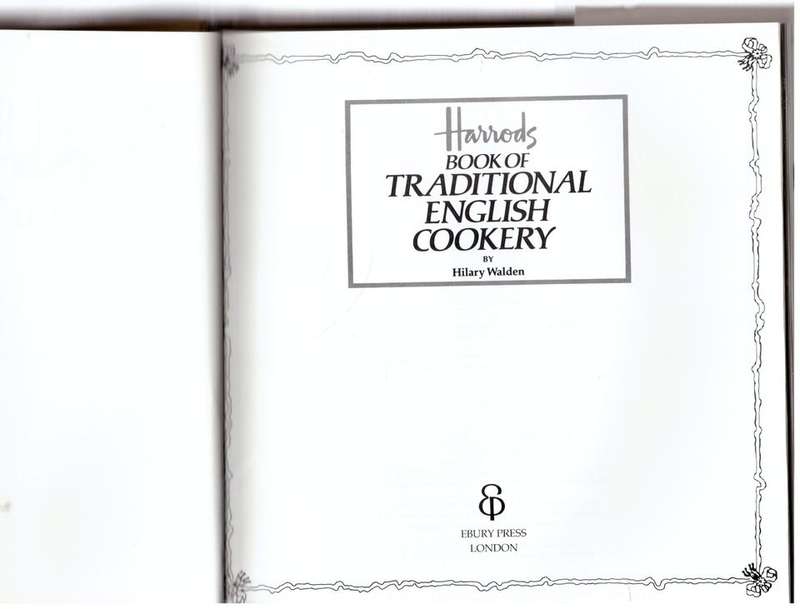 Harrods
BOOK OF
TRADITIONAL
ENGLISH
COOKERY
BY
Hilary Walden
EBURY PRESS
LONDON